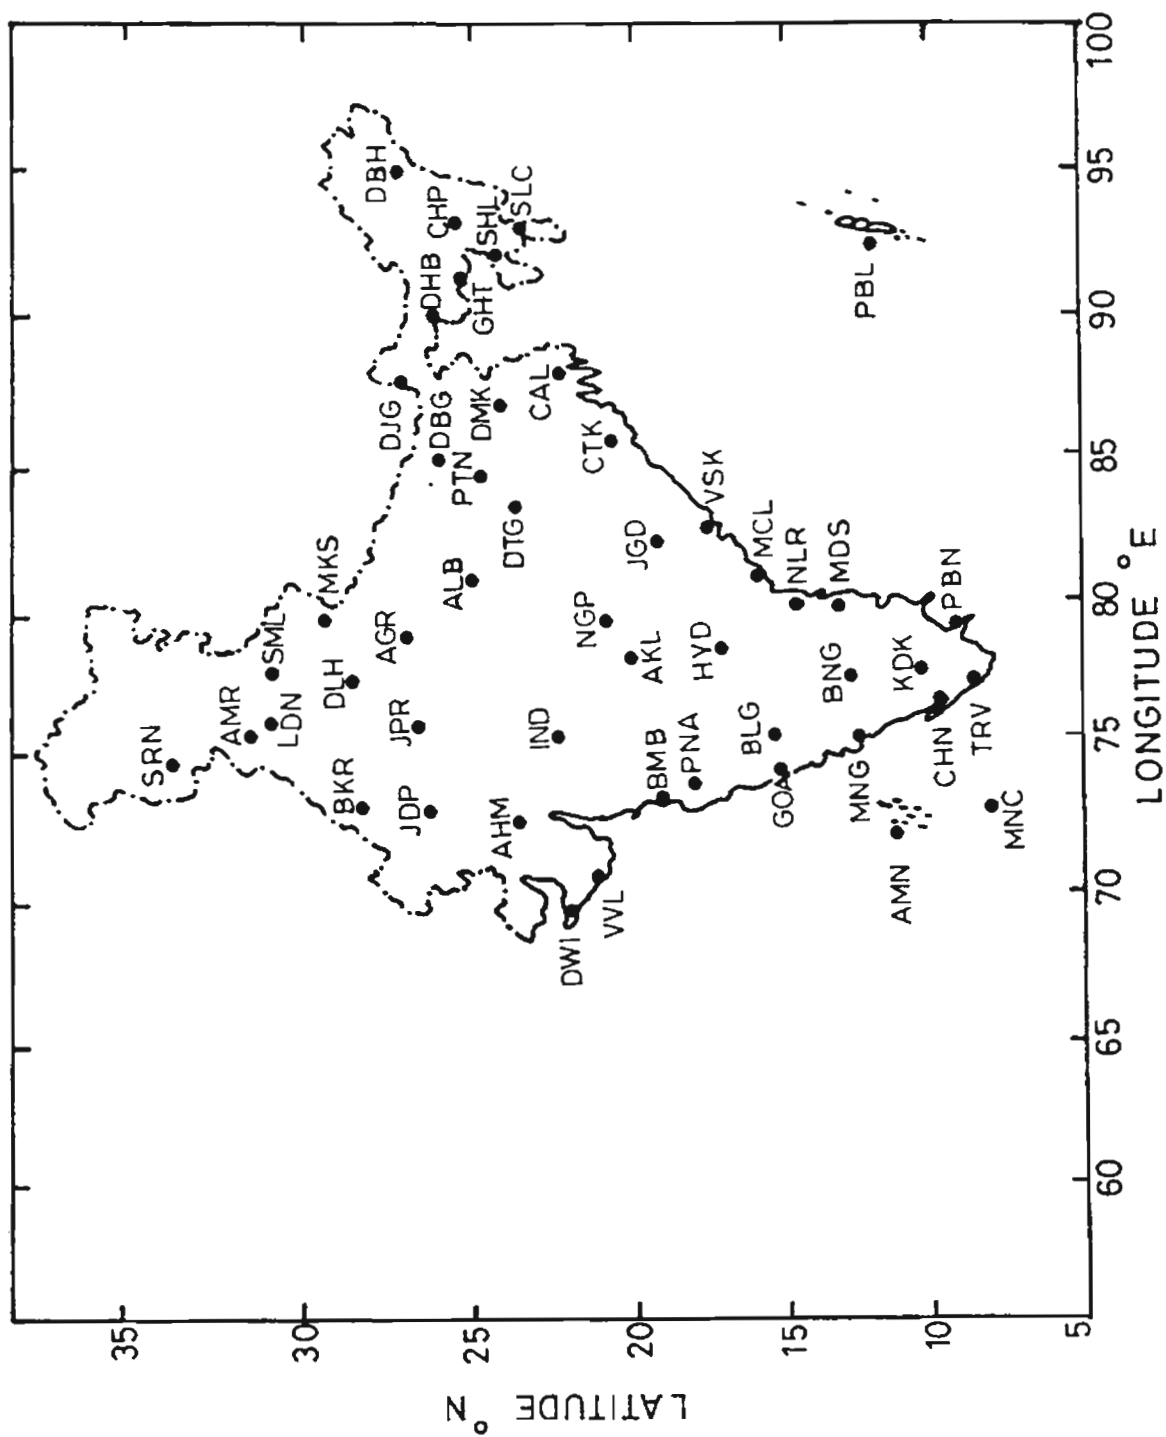 LATITUDE °N
35
30
25
20
15
10
5
SRN
AMR
LDN
SML
MKS
DLH
BKR
JDP
JPR
AGR
AHM
IND
ALB
DTG
PTN
DBG
DJG
DMK
CAL
DHB
GHT
CHP
DBH
SHL
SLC
DWI
VVL
BMB
PNA
NGP
AKL
HYD
JGD
CTK
VSK
MCL
NLR
MDS
BLG
GOA
BNG
MNG
KDK
PBN
CHN
TRV
AMN
MNC
PBL
60
65
70
75
80
85
90
95
100
LONGITUDE °E